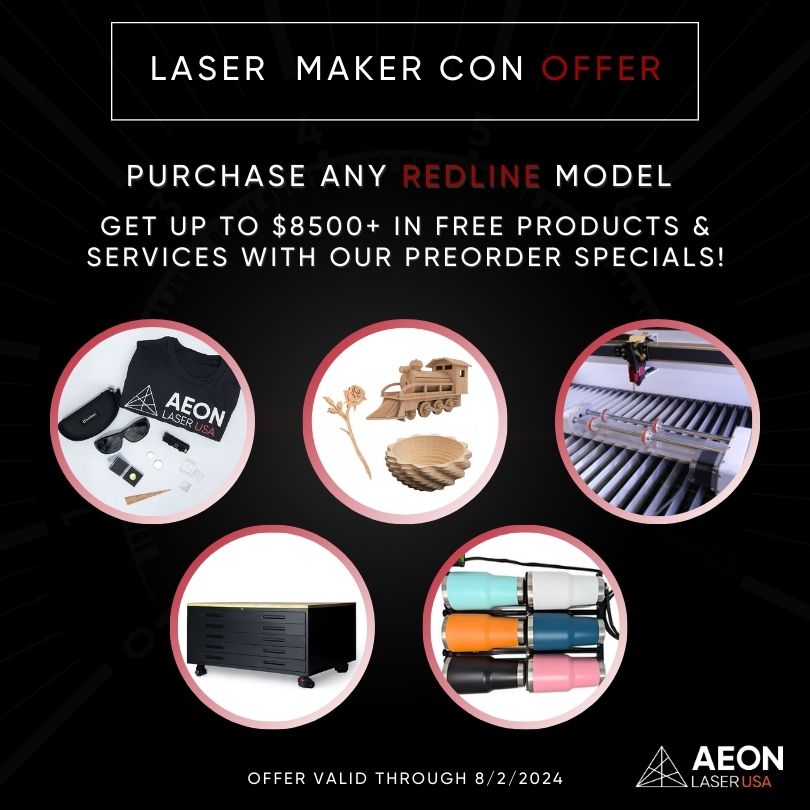 LASER MAKER CON OFFER
PURCHASE ANY REDLINE MODEL
GET UP TO $8500+ IN FREE PRODUCTS &
SERVICES WITH OUR PREORDER SPECIALS!
AEON
LASER USA
OFFER VALID THROUGH 8/2/2024
AEON
LASER USA